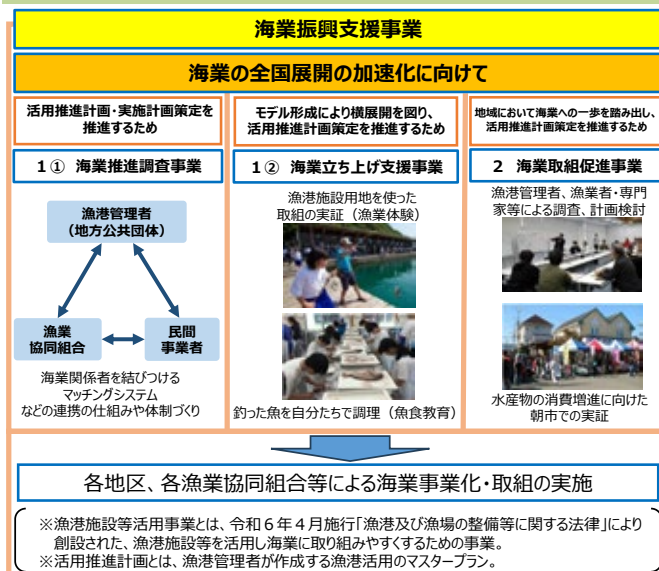 海業振興支援事業
海業の全国展開の加速化に向けて
活用推進計画・実施計画策定を
推進するため
1① 海業推進調査事業
漁港管理者
(地方公共団体)
漁業
協同組合
民間
事業者
海業関係者を結びつける
マッチングシステム
などの連携の仕組みや体制づくり
モデル形成により横展開を図り、
活用推進計画策定を推進するため
1② 海業立ち上げ支援事業
漁港施設用地を使った
取組の実証（漁業体験）
釣った魚を自分たちで調理（魚食教育）
地域において海業への一歩を踏み出し、
活用推進計画策定を推進するため
2 海業取組促進事業
漁港管理者、漁業者・専門
家等による調査、計画検討
水産物の消費増進に向けた
朝市での実証
各地区、各漁業協同組合等による海業事業化・取組の実施
※漁港施設等活用事業とは、令和６年４月施行「漁港及び漁場の整備等に関する法律」により
創設された、漁港施設等を活用し海業に取り組みやすくするための事業。
※活用推進計画とは、漁港管理者が作成する漁港活用のマスタープラン。